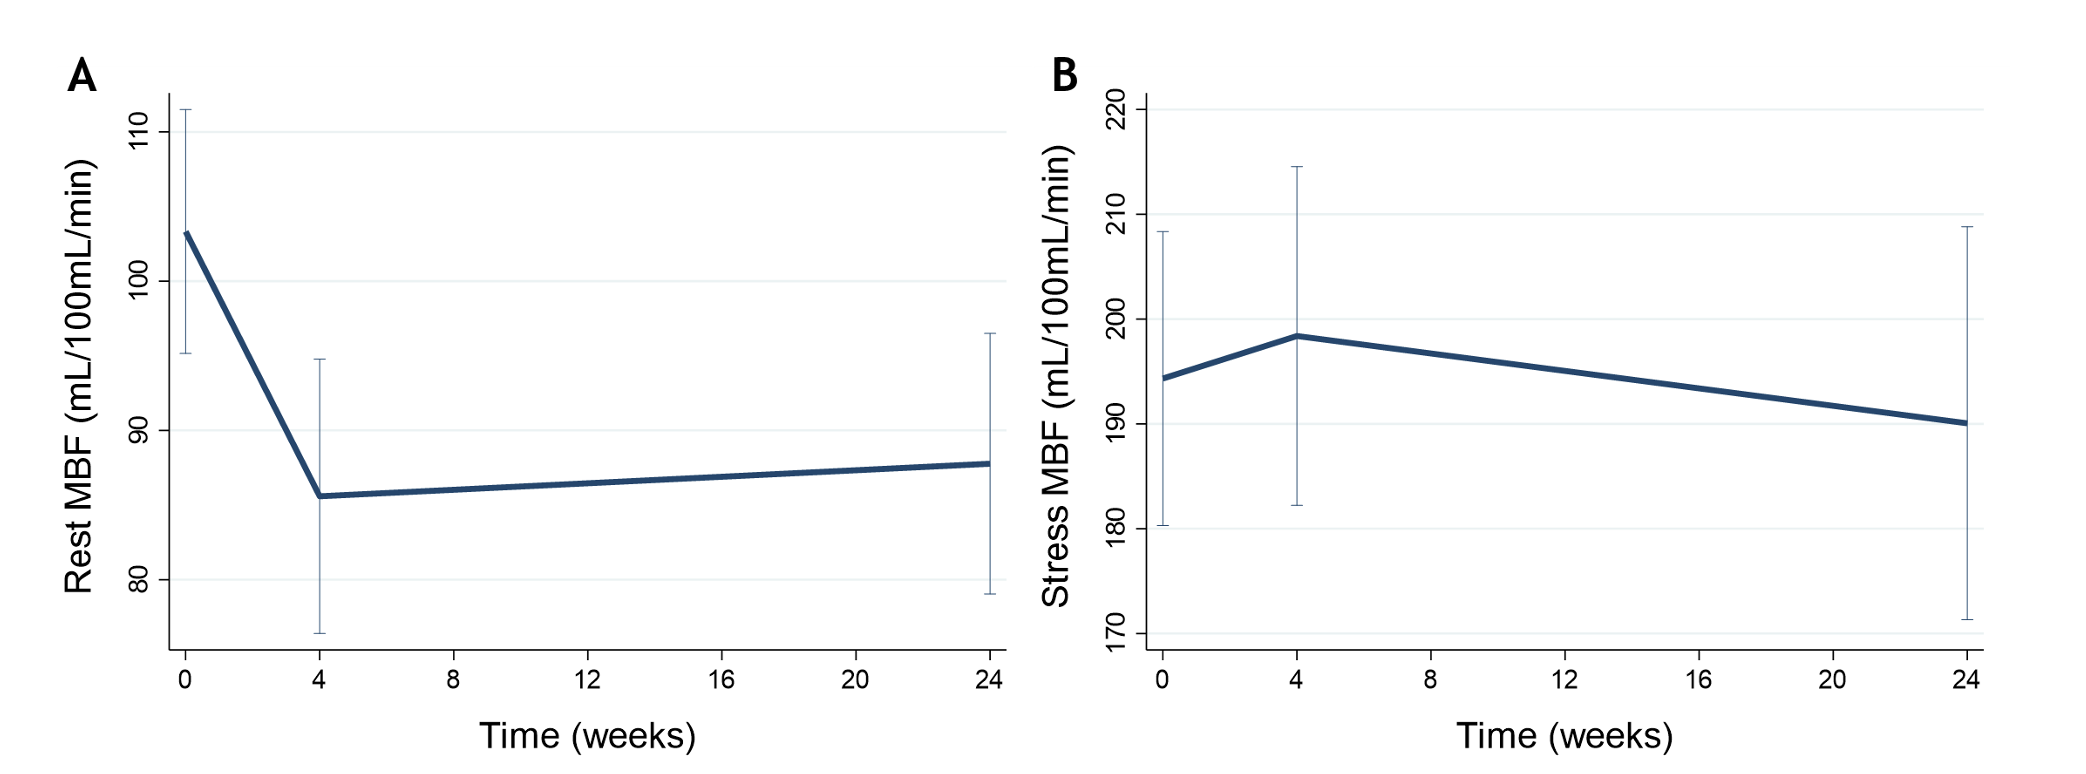 A
Rest MBF (mL/100mL/min)
110
100
90
80
0 4 8 12 16 20 24
Time (weeks)
B
Stress MBF (mL/100mL/min)
220
210
200
190
180
170
0 4 8 12 16 20 24
Time (weeks)